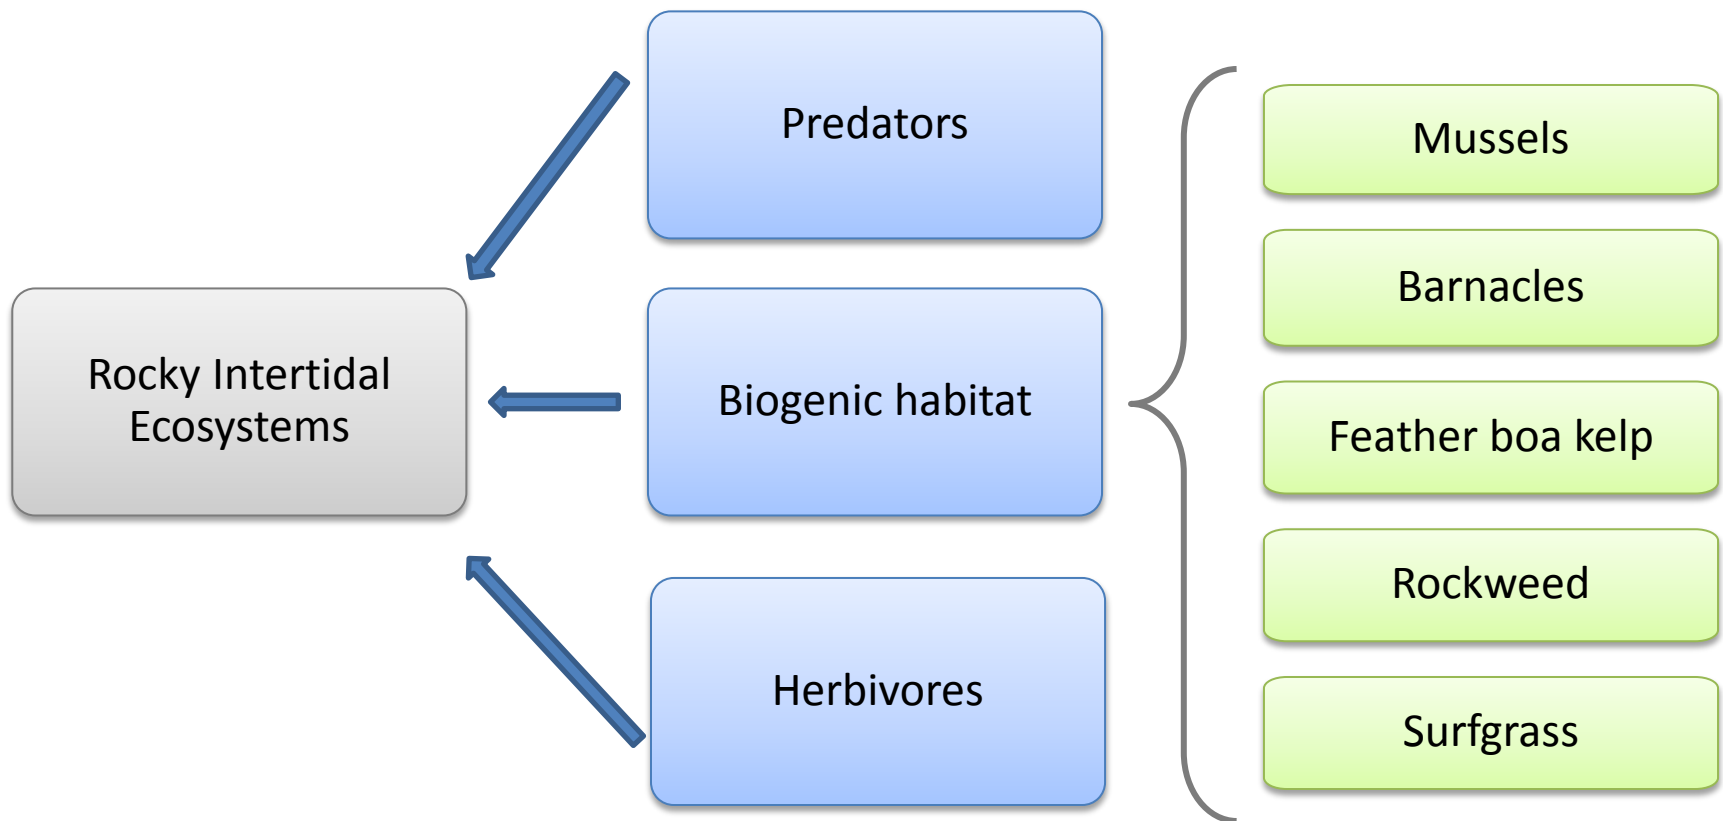 Predators
Mussels
Barnacles
Rocky Intertidal
Ecosystems
Biogenic habitat
Feather boa kelp
Rockweed
Herbivores
Surfgrass